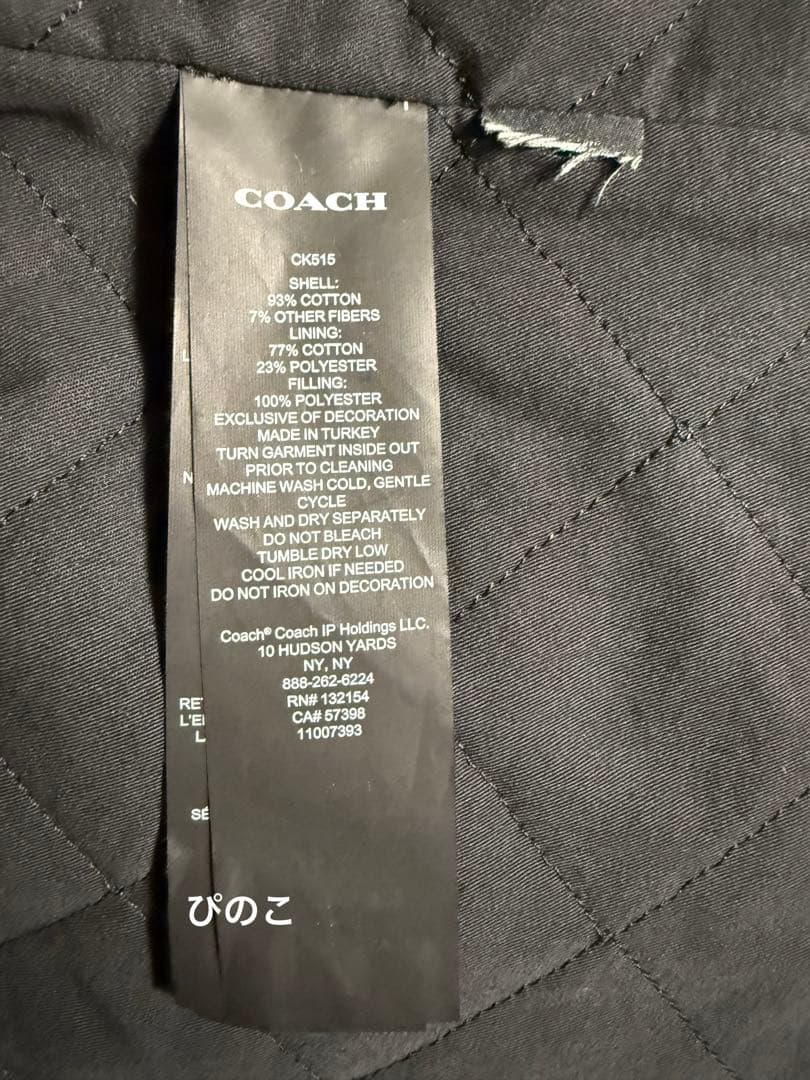 COACH
CK515
SHELL:
93% COTTON
7% OTHER FIBERS
LINING:
77% COTTON
23% POLYESTER
FILLING:
100% POLYESTER
EXCLUSIVE OF DECORATION
MADE IN TURKEY
TURN GARMENT INSIDE OUT
PRIOR TO CLEANING
MACHINE WASH COLD, GENTLE
CYCLE
WASH AND DRY SEPARATELY
DO NOT BLEACH
TUMBLE DRY LOW
COOL IRON IF NEEDED
DO NOT IRON ON DECORATION
Coach® Coach IP Holdings LLC.
10 HUDSON YARDS
NY, NY
888-262-6224
RN# 132154
CA# 57398
11007393
ぴのこ